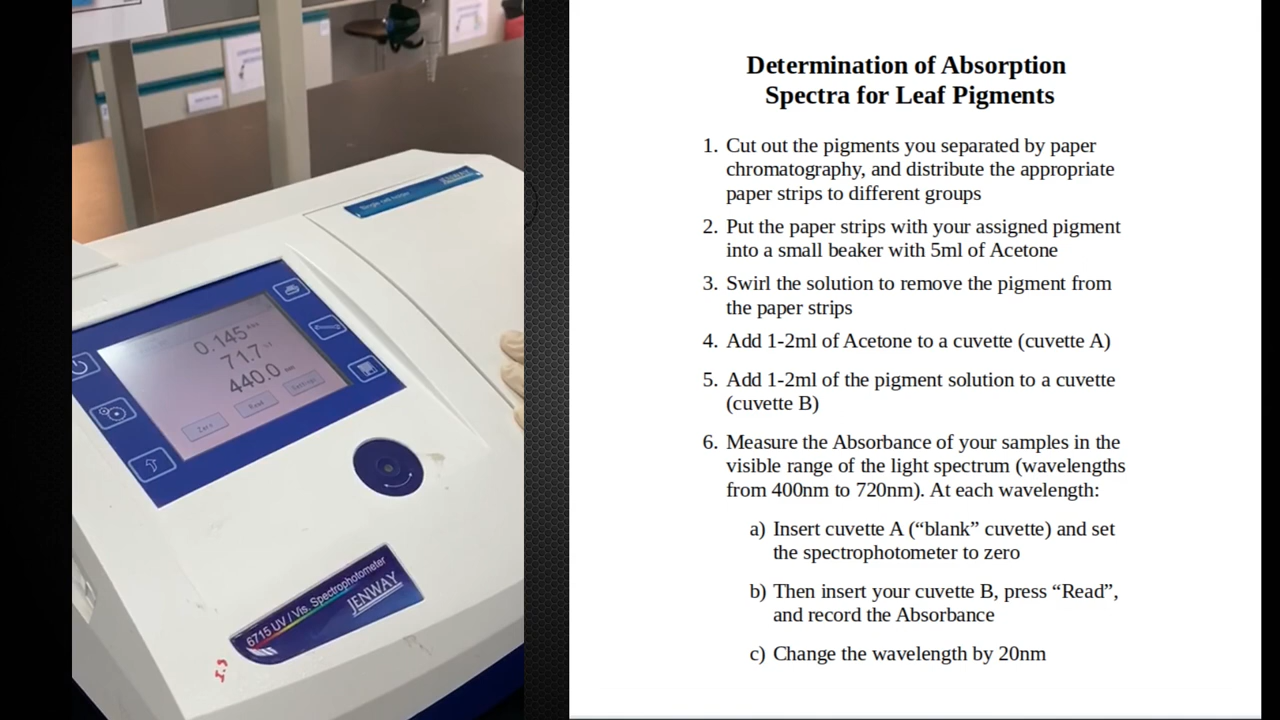 0.145 Abs
71.7 %T
440.0 nm
Zero
Read
Settings
6715 UV / Vis. Spectrophotometer
JENWAY
Determination of Absorption
Spectra for Leaf Pigments
1. Cut out the pigments you separated by paper
chromatography, and distribute the appropriate
paper strips to different groups
2. Put the paper strips with your assigned pigment
into a small beaker with 5ml of Acetone
3. Swirl the solution to remove the pigment from
the paper strips
4. Add 1-2ml of Acetone to a cuvette (cuvette A)
5. Add 1-2ml of the pigment solution to a cuvette
(cuvette B)
6. Measure the Absorbance of your samples in the
visible range of the light spectrum (wavelengths
from 400nm to 720nm). At each wavelength:
a) Insert cuvette A (“blank” cuvette) and set
the spectrophotometer to zero
b) Then insert your cuvette B, press “Read”,
and record the Absorbance
c) Change the wavelength by 20nm